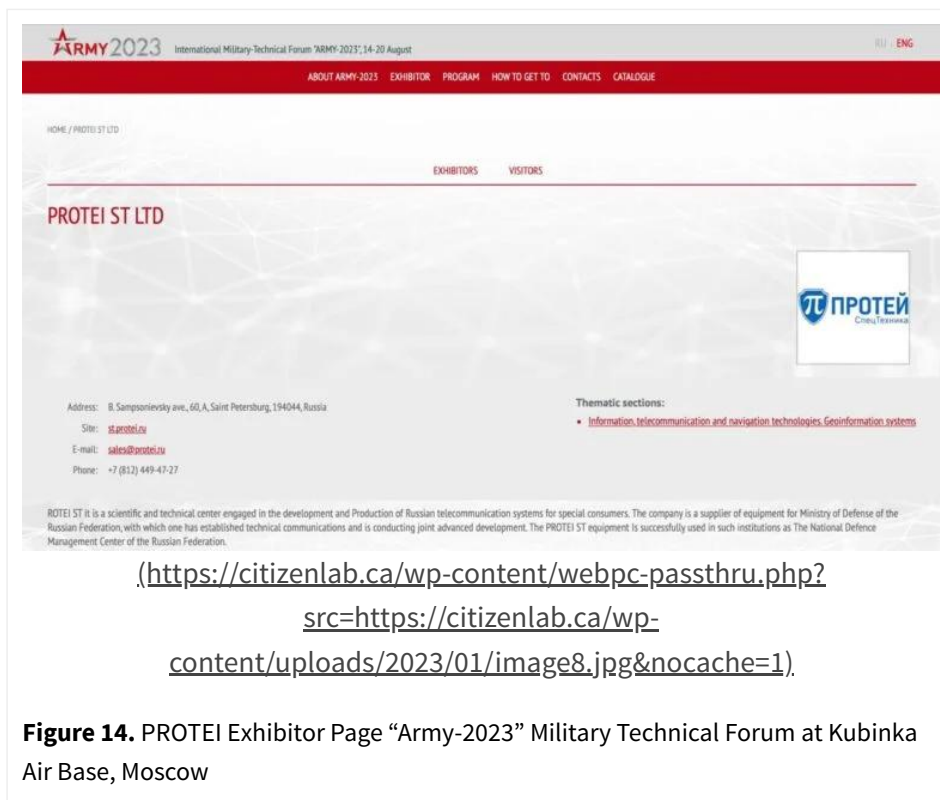 ARMY2023 International Military-Technical Forum "ARMY-2023", 14-20 August RU ENG
ABOUT ARMY-2023 EXHIBITOR PROGRAM HOW TO GET TO CONTACTS CATALOGUE
HOME / PROTEI ST LTD
EXHIBITORS VISITORS
PROTEI ST LTD
ПРОТЕЙ
СпецТехника
Address: B. Sampsonievsky ave., 60, A, Saint Petersburg, 194044, Russia
Site: st.protei.ru
E-mail: sales@protei.ru
Phone: +7 (812) 449-47-27
Thematic sections:
• Information, telecommunication and navigation technologies. Geoinformation systems
ROTEI ST it is a scientific and technical center engaged in the development and Production of Russian telecommunication systems for special consumers. The company is a supplier of equipment for Ministry of Defense of the
Russian Federation, with which one has established technical communications and is conducting joint advanced development. The PROTEI ST equipment Is successfully used in such institutions as The National Defence
Management Center of the Russian Federation.
(https://citizenlab.ca/wp-content/webpc-passthru.php?
src=https://citizenlab.ca/wp-
content/uploads/2023/01/image8.jpg&nocache=1)
Figure 14. PROTEI Exhibitor Page “Army-2023” Military Technical Forum at Kubinka
Air Base, Moscow